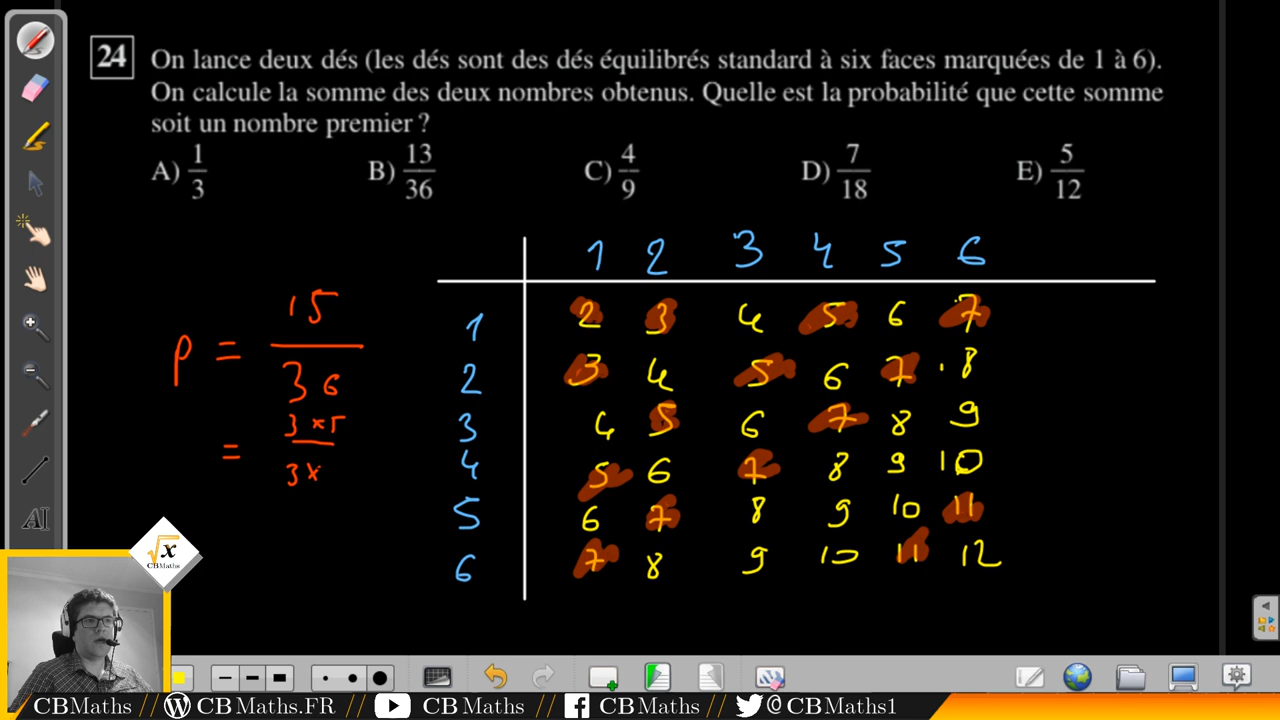 24 On lance deux dés (les dés sont des dés équilibrés standard à six faces marquées de 1 à 6).
On calcule la somme des deux nombres obtenus. Quelle est la probabilité que cette somme
soit un nombre premier ?
A) 1/3 B) 13/36 C) 4/9 D) 7/18 E) 5/12
1 2 3 4 5 6
1 2 3 4 5 6 7
2 3 4 5 6 7 8
3 4 5 6 7 8 9
4 5 6 7 8 9 10
5 6 7 8 9 10 11
6 7 8 9 10 11 12
p = 15/36
= 3×5/3×
AI
√x
CBMaths
CBMaths CBMaths.FR CBMaths CBMaths @CBMaths1